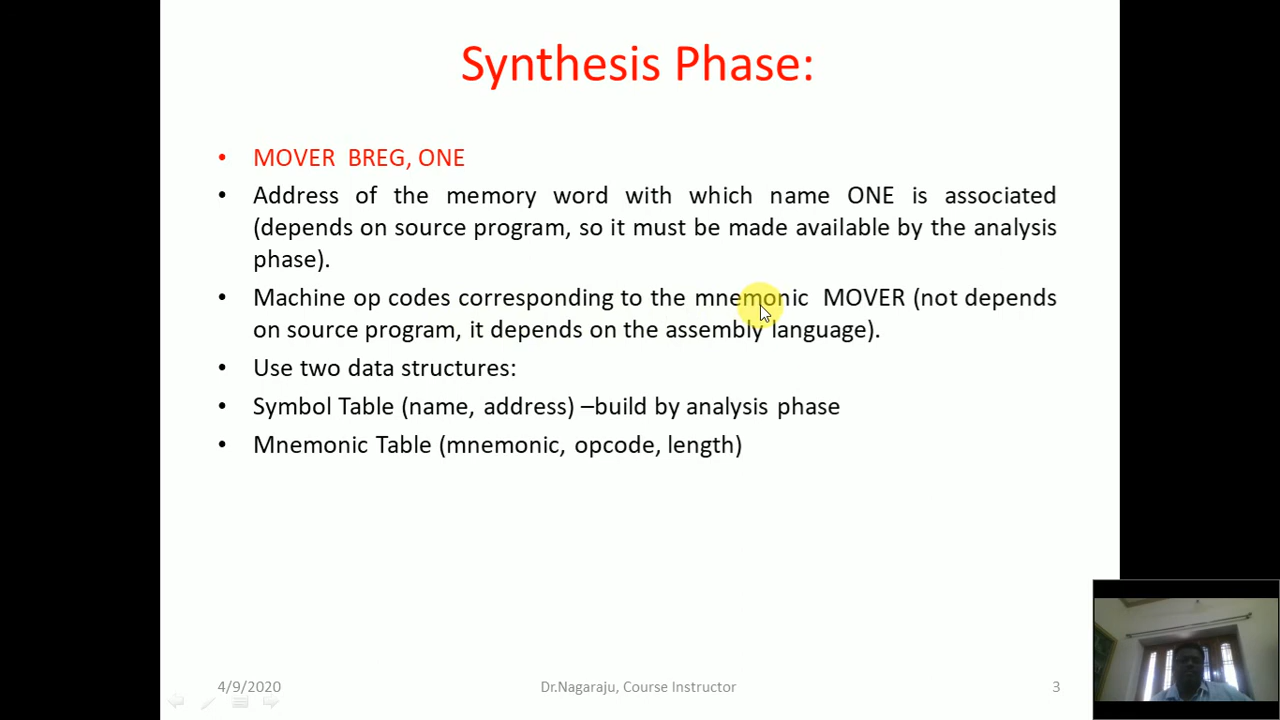 Synthesis Phase:
• MOVER BREG, ONE
• Address of the memory word with which name ONE is associated
(depends on source program, so it must be made available by the analysis
phase).
• Machine op codes corresponding to the mnemonic MOVER (not depends
on source program, it depends on the assembly language).
• Use two data structures:
• Symbol Table (name, address) –build by analysis phase
• Mnemonic Table (mnemonic, opcode, length)
4/9/2020 Dr.Nagaraju, Course Instructor 3